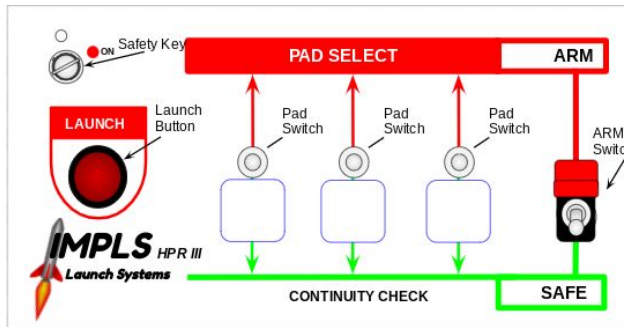 Safety Key
ON
PAD SELECT
ARM
LAUNCH
Launch
Button
Pad
Switch
Pad
Switch
Pad
Switch
ARM
Switch
IMPLS HPR III
Launch Systems
CONTINUITY CHECK
SAFE